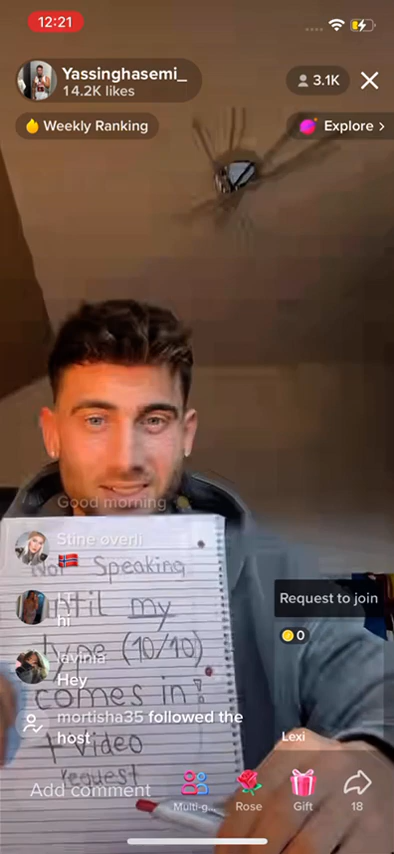 12:21
Yassinghasemi_
14.2K likes
3.1K
Weekly Ranking
Explore >
Good morning
Stine øverli
🇳🇴
Not Speaking
until my
(10/10)
hi
comes in!
lavinia
Hey
mortisha35 followed the
host
+ video
request
Request to join
0
Lexi
Add comment
Multi-g...
Rose
Gift
18